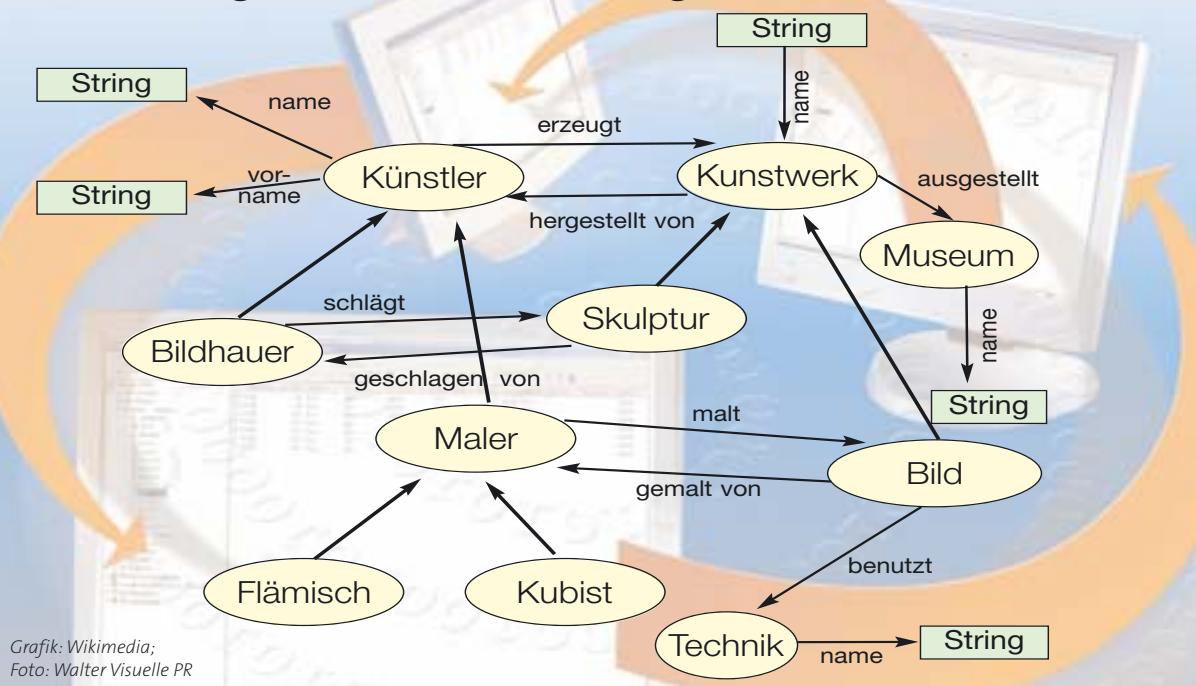 String
String
name
erzeugt
name
Künstler
Kunstwerk
ausgestellt
String
vor-
name
hergestellt von
Museum
schlägt
Skulptur
name
Bildhauer
geschlagen von
String
malt
Maler
Bild
gemalt von
benutzt
Flämisch
Kubist
Technik
name
String
Grafik: Wikimedia;
Foto: Walter Visuelle PR